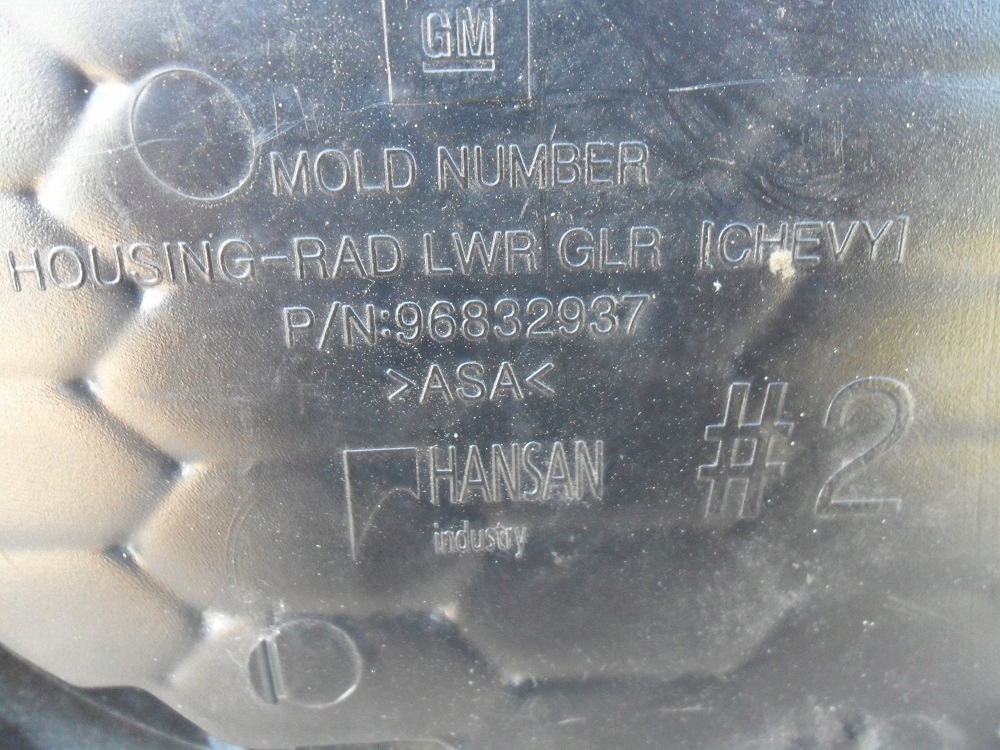 GM
MOLD NUMBER
HOUSING-RAD LWR GLR [CHEVY]
P/N:96832937
>ASA<
#2
HANSAN
industry